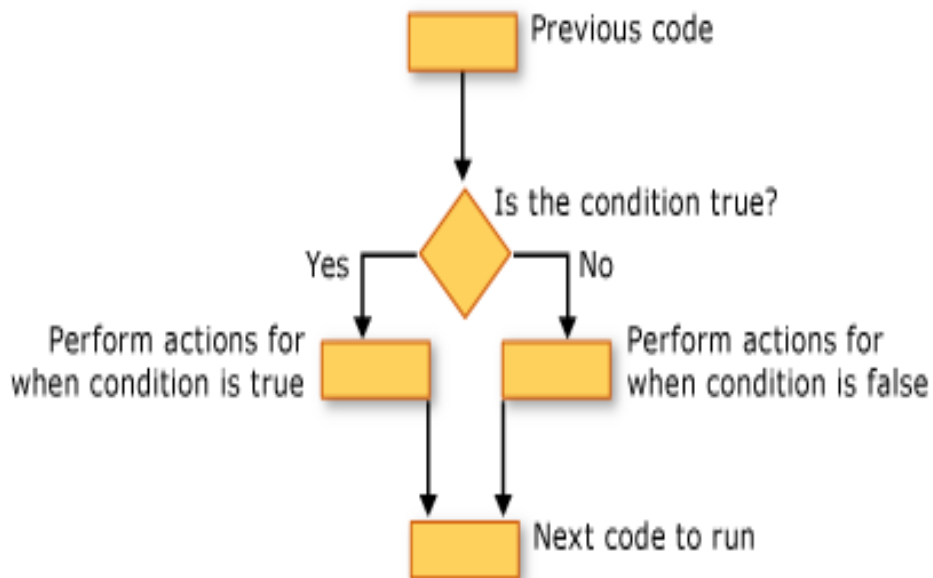 Previous code
Is the condition true?
Yes
No
Perform actions for
when condition is true
Perform actions for
when condition is false
Next code to run